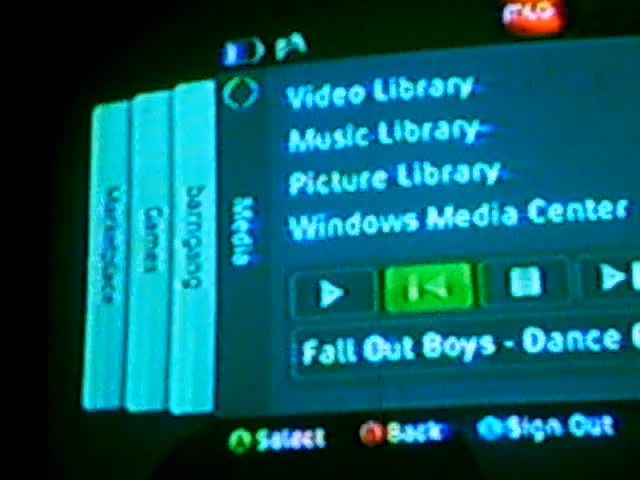 Video Library
Music Library
Picture Library
Windows Media Center
Marketplace
Games
Media
Fall Out Boys - Dance
Select
Back
Sign Out